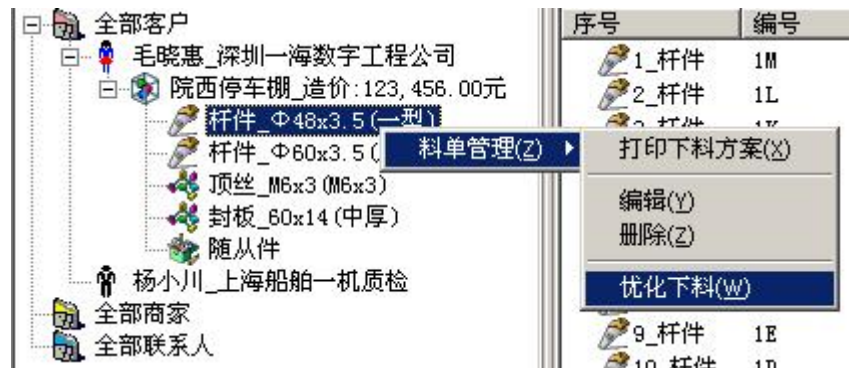 全部客户
毛晓惠_深圳一海数字工程公司
院西停车棚_造价:123,456.00元
杆件_Φ48x3.5(一型)
杆件_Φ60x3.5(
顶丝_M6x3(M6x3)
封板_60x14(中厚)
随从件
杨小川_上海船舶一机质检
全部商家
全部联系人
料单管理(Z)
打印下料方案(X)
编辑(Y)
删除(Z)
优化下料(W)
序号 编号
1_杆件 1M
2_杆件 1L
9_杆件 1E
10_杆件 1D